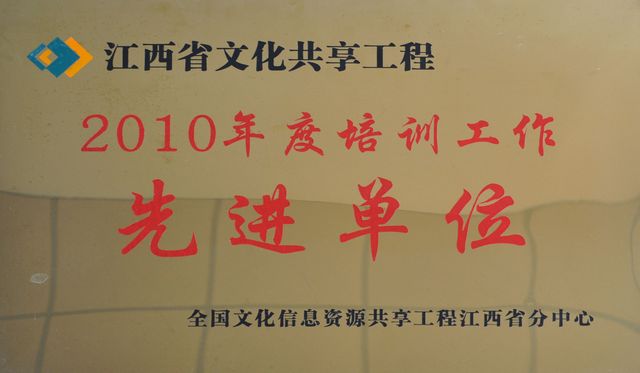 江西省文化共享工程
2010年度培训工作
先进单位
全国文化信息资源共享工程江西省分中心